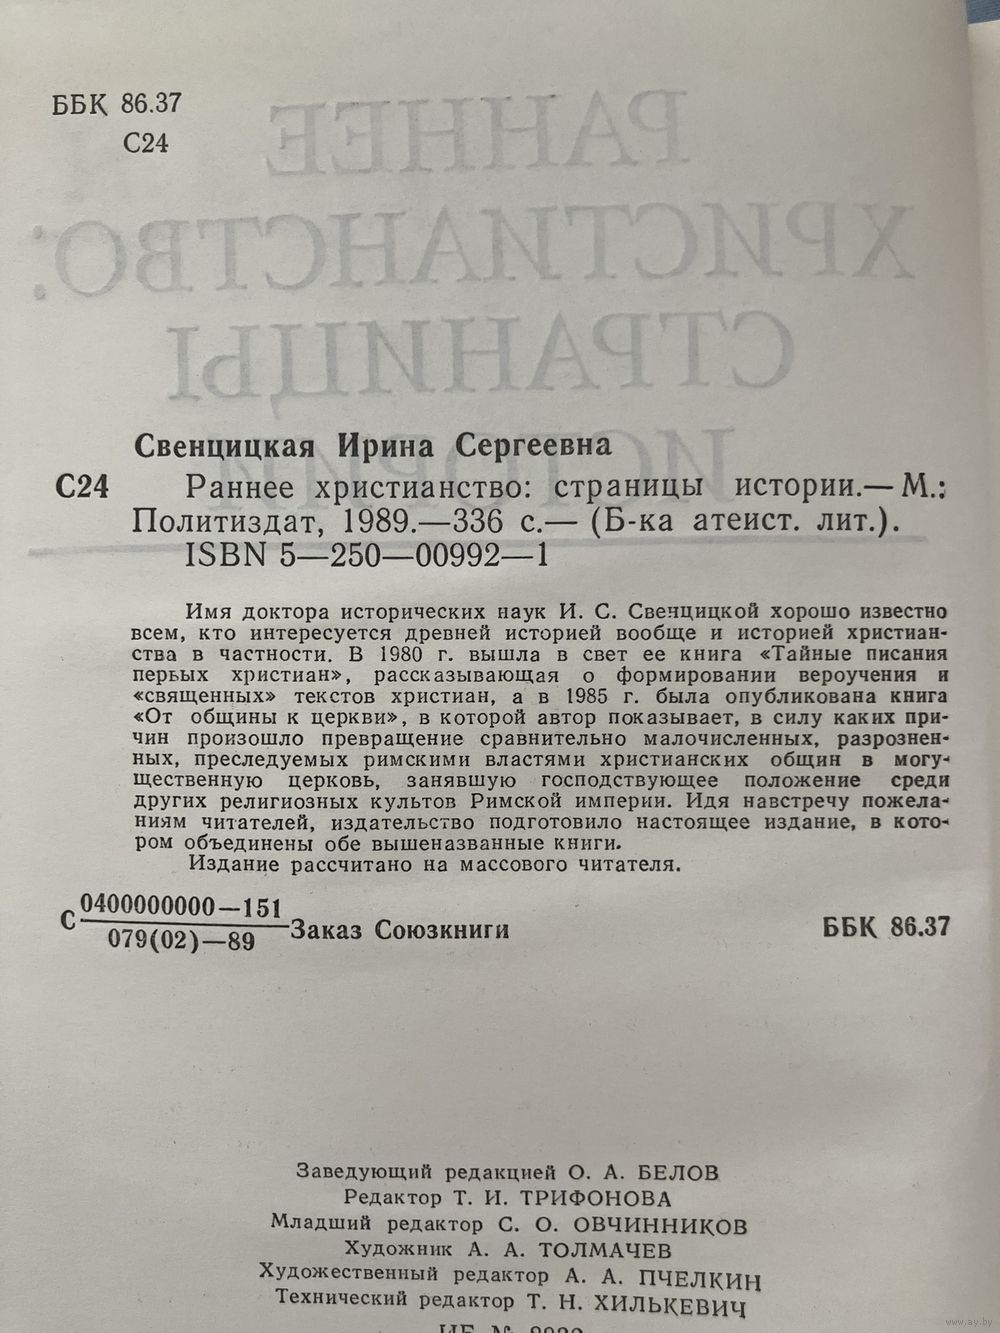 ББК 86.37
С24
РАННЕЕ
ХРИСТИАНСТВО:
СТРАНИЦЫ
ИСТОРИИ
Свенцицкая Ирина Сергеевна
С24 Раннее христианство: страницы истории.— М.:
Политиздат, 1989.—336 с.— (Б-ка атеист. лит.).
ISBN 5—250—00992—1
Имя доктора исторических наук И. С. Свенцицкой хорошо известно
всем, кто интересуется древней историей вообще и историей христиан-
ства в частности. В 1980 г. вышла в свет ее книга «Тайные писания
первых христиан», рассказывающая о формировании вероучения и
«священных» текстов христиан, а в 1985 г. была опубликована книга
«От общины к церкви», в которой автор показывает, в силу каких при-
чин произошло превращение сравнительно малочисленных, разрознен-
ных, преследуемых римскими властями христианских общин в могу-
щественную церковь, занявшую господствующее положение среди
других религиозных культов Римской империи. Идя навстречу пожела-
ниям читателей, издательство подготовило настоящее издание, в кото-
ром объединены обе вышеназванные книги.
Издание рассчитано на массового читателя.
С 0400000000—151
079(02)—89 Заказ Союзкниги ББК 86.37
Заведующий редакцией О. А. БЕЛОВ
Редактор Т. И. ТРИФОНОВА
Младший редактор С. О. ОВЧИННИКОВ
Художник А. А. ТОЛМАЧЕВ
Художественный редактор А. А. ПЧЕЛКИН
Технический редактор Т. Н. ХИЛЬКЕВИЧ
www.ay.by